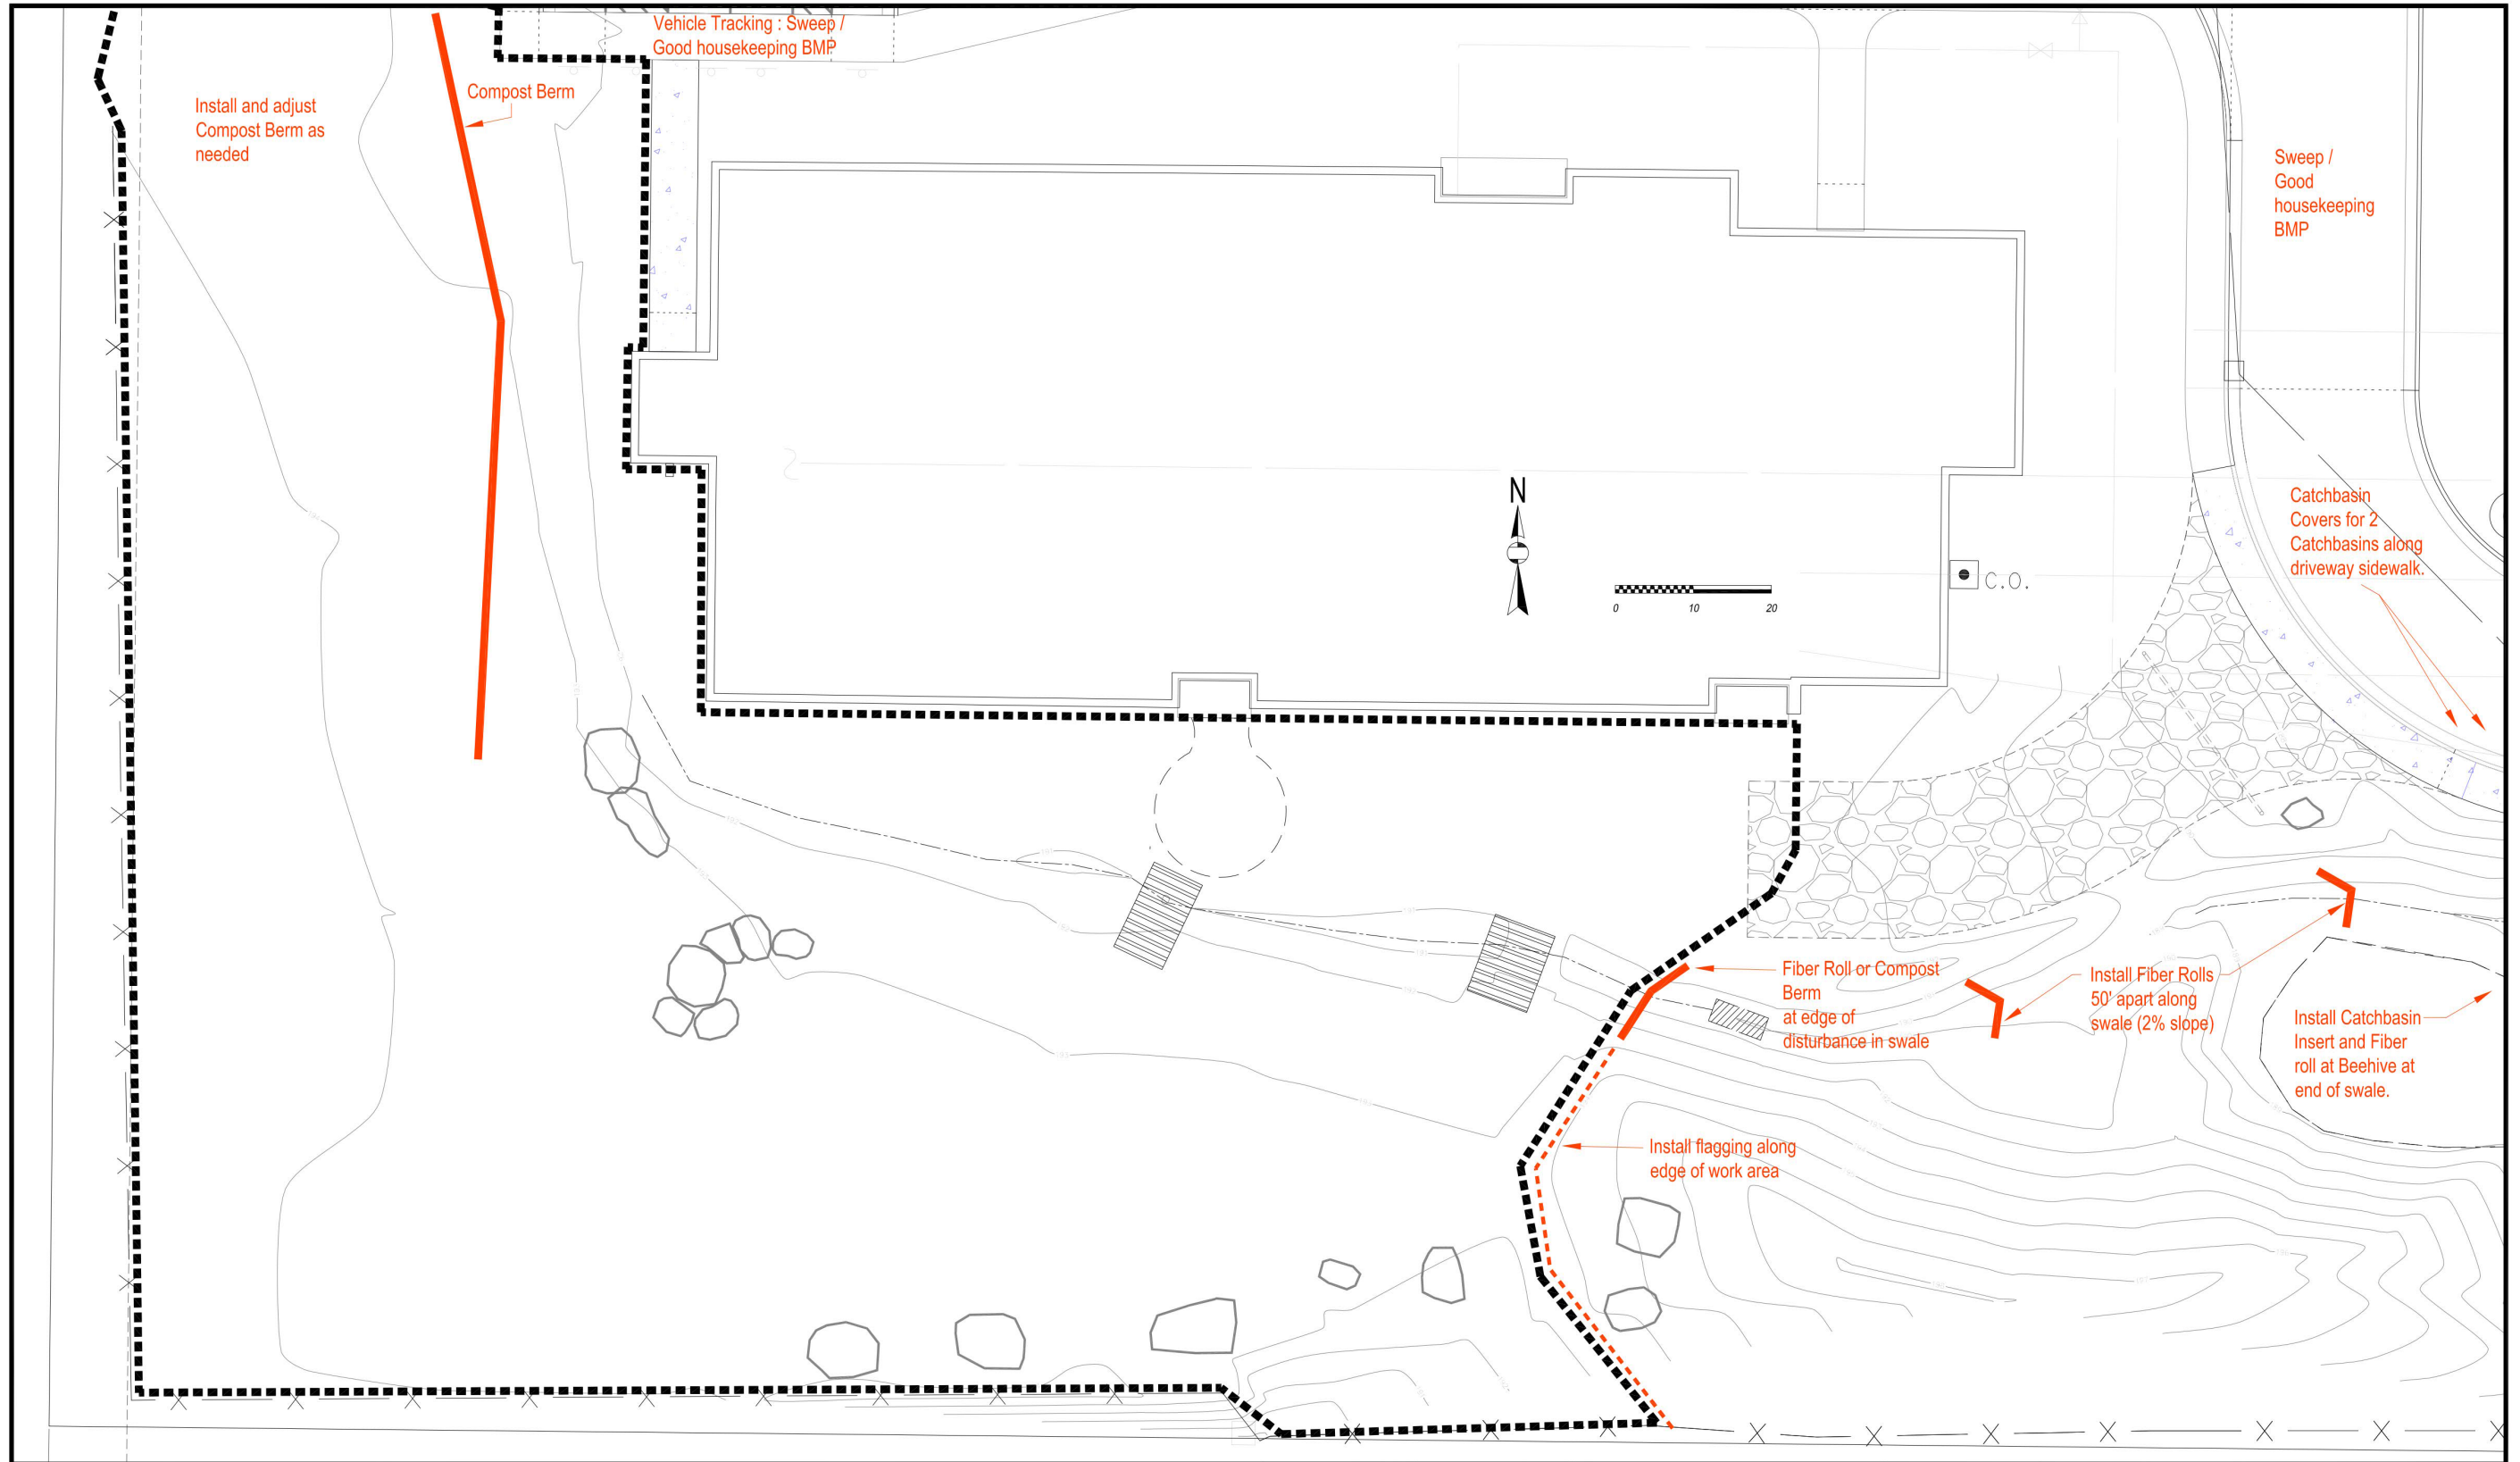 Vehicle Tracking : Sweep /
Good housekeeping BMP
Compost Berm
Install and adjust
Compost Berm as
needed
Sweep /
Good
housekeeping
BMP
N
0 10 20
C.O.
Catchbasin
Covers for 2
Catchbasins along
driveway sidewalk.
Fiber Roll or Compost
Berm
at edge of
disturbance in swale
Install Fiber Rolls
50' apart along
swale (2% slope)
Install Catchbasin
Insert and Fiber
roll at Beehive at
end of swale.
Install flagging along
edge of work area